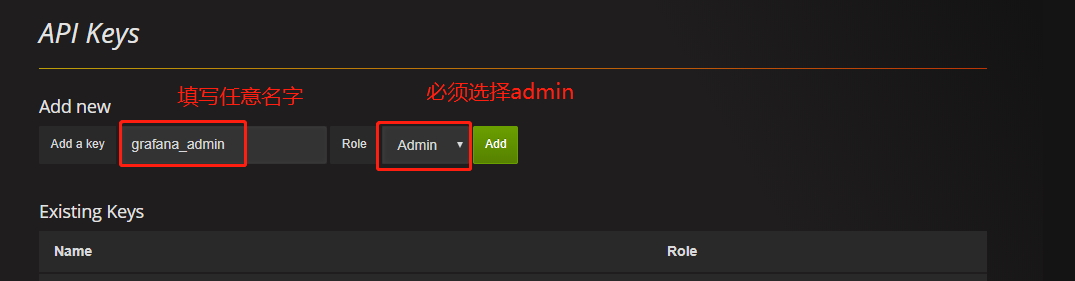 API Keys
填写任意名字
必须选择admin
Add new
Add a key grafana_admin Role Admin Add
Existing Keys
Name Role